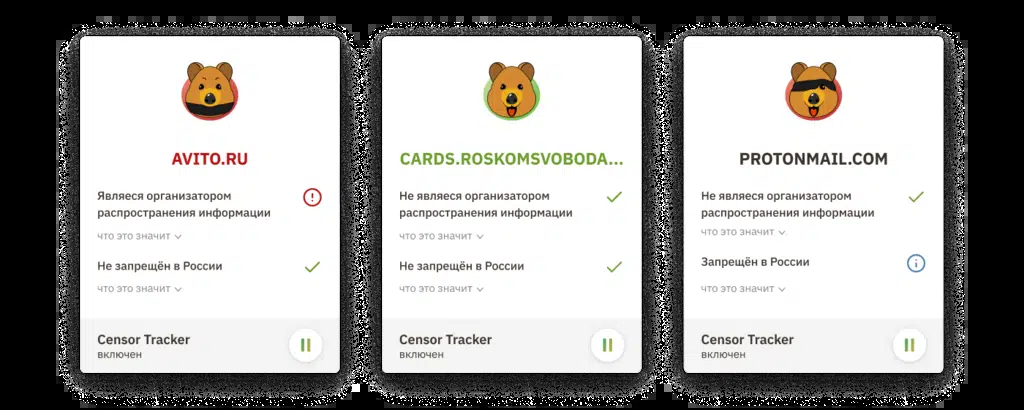 AVITO.RU
Являеся организатором
распространения информации
что это значит
Не запрещён в России
что это значит
Censor Tracker
включен
CARDS.ROSKOMSVOBODA...
Не являеся организатором
распространения информации
что это значит
Не запрещён в России
что это значит
Censor Tracker
включен
PROTONMAIL.COM
Не являеся организатором
распространения информации
что это значит
Запрещён в России
что это значит
Censor Tracker
включен